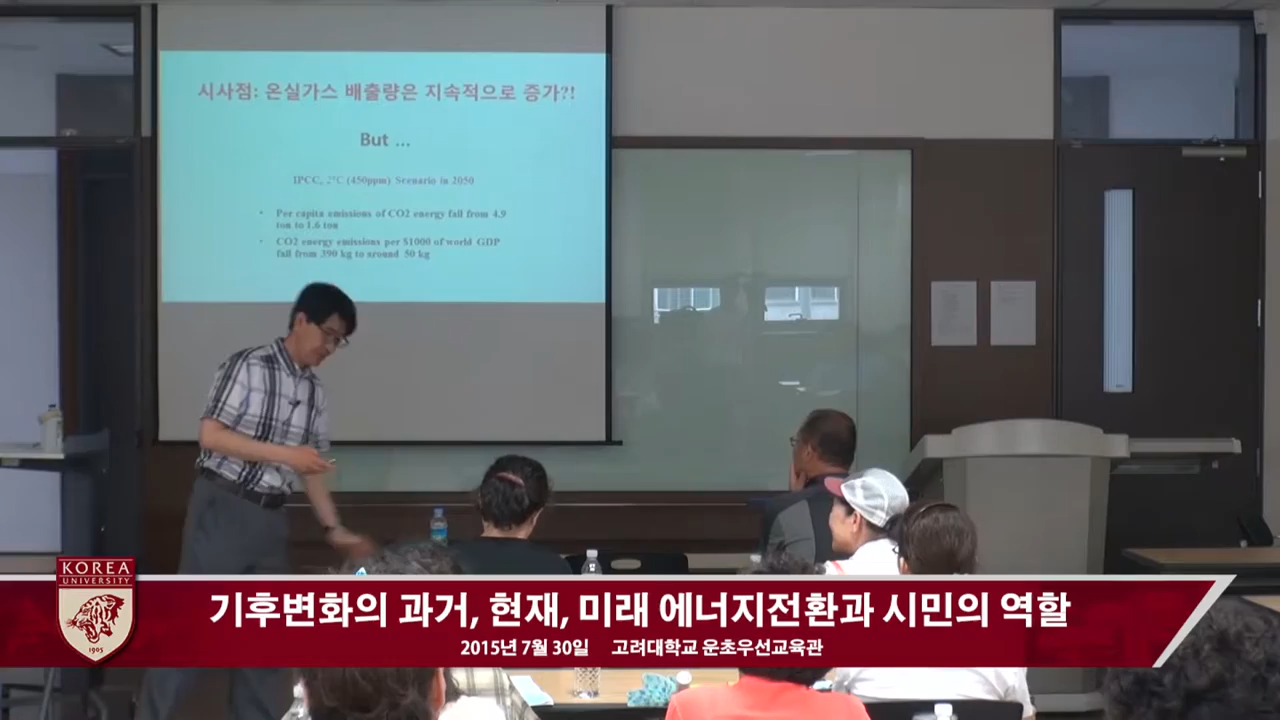 시사점: 온실가스 배출량은 지속적으로 증가?!
But ...
IPCC, 2°C (450ppm) Scenario in 2050
• Per capita emissions of CO2 energy fall from 4.9
ton to 1.6 ton
• CO2 energy emissions per $1000 of world GDP
fall from 390 kg to around 50 kg
KOREA
UNIVERSITY
1905
기후변화의 과거, 현재, 미래 에너지전환과 시민의 역할
2015년 7월 30일 고려대학교 운초우선교육관